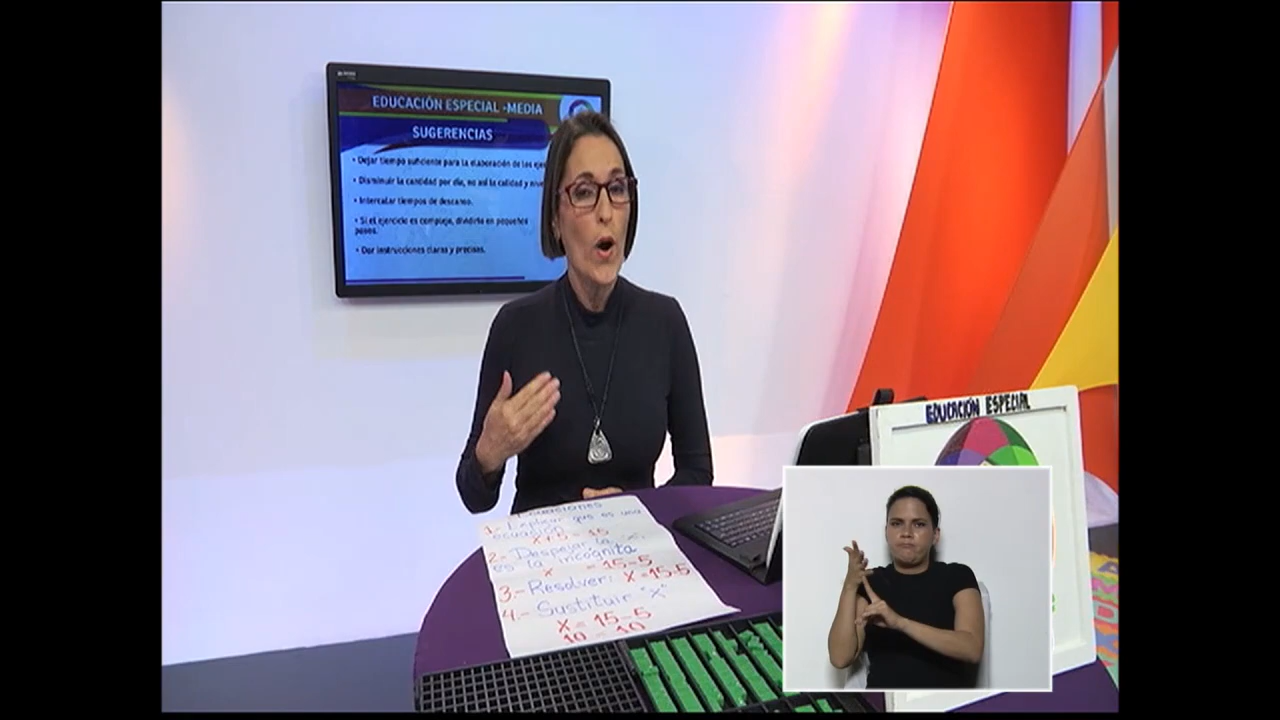 EDUCACIÓN ESPECIAL -MEDIA
SUGERENCIAS
• Dejar tiempo suficiente para la elaboración de los
• Disminuir la cantidad por día, no así la calidad y
• Intercalar tiempos de descanso.
• Si el ejercicio es complejo, dividirlo en pequeños
pasos.
• Dar instrucciones claras y precisas.
EDUCACIÓN ESPECIAL
Ecuaciones
1.- Explicar que es una
ecuación
x+5=15
2.- Despejar la "x",
es la incógnita
x = 15-5
3.- Resolver: x=15-5
4.- Sustituir "x"
x = 15-5
10 = 10